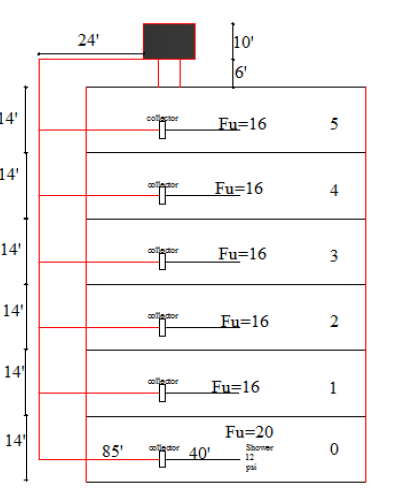 24'
10'
6'
14'
collector
Fu=16
5
14'
collector
Fu=16
4
14'
collector
Fu=16
3
14'
collector
Fu=16
2
14'
collector
Fu=16
1
14'
Fu=20
85'
collector
40'
Shower
12
psi
0